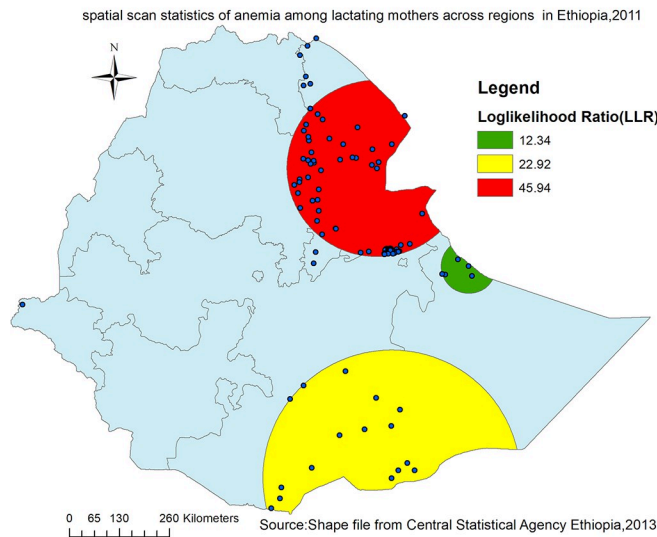 spatial scan statistics of anemia among lactating mothers across regions in Ethiopia,2011
N
Legend
Loglikelihood Ratio(LLR)
12.34
22.92
45.94
0 65 130 260 Kilometers
Source:Shape file from Central Statistical Agency Ethiopia,2013